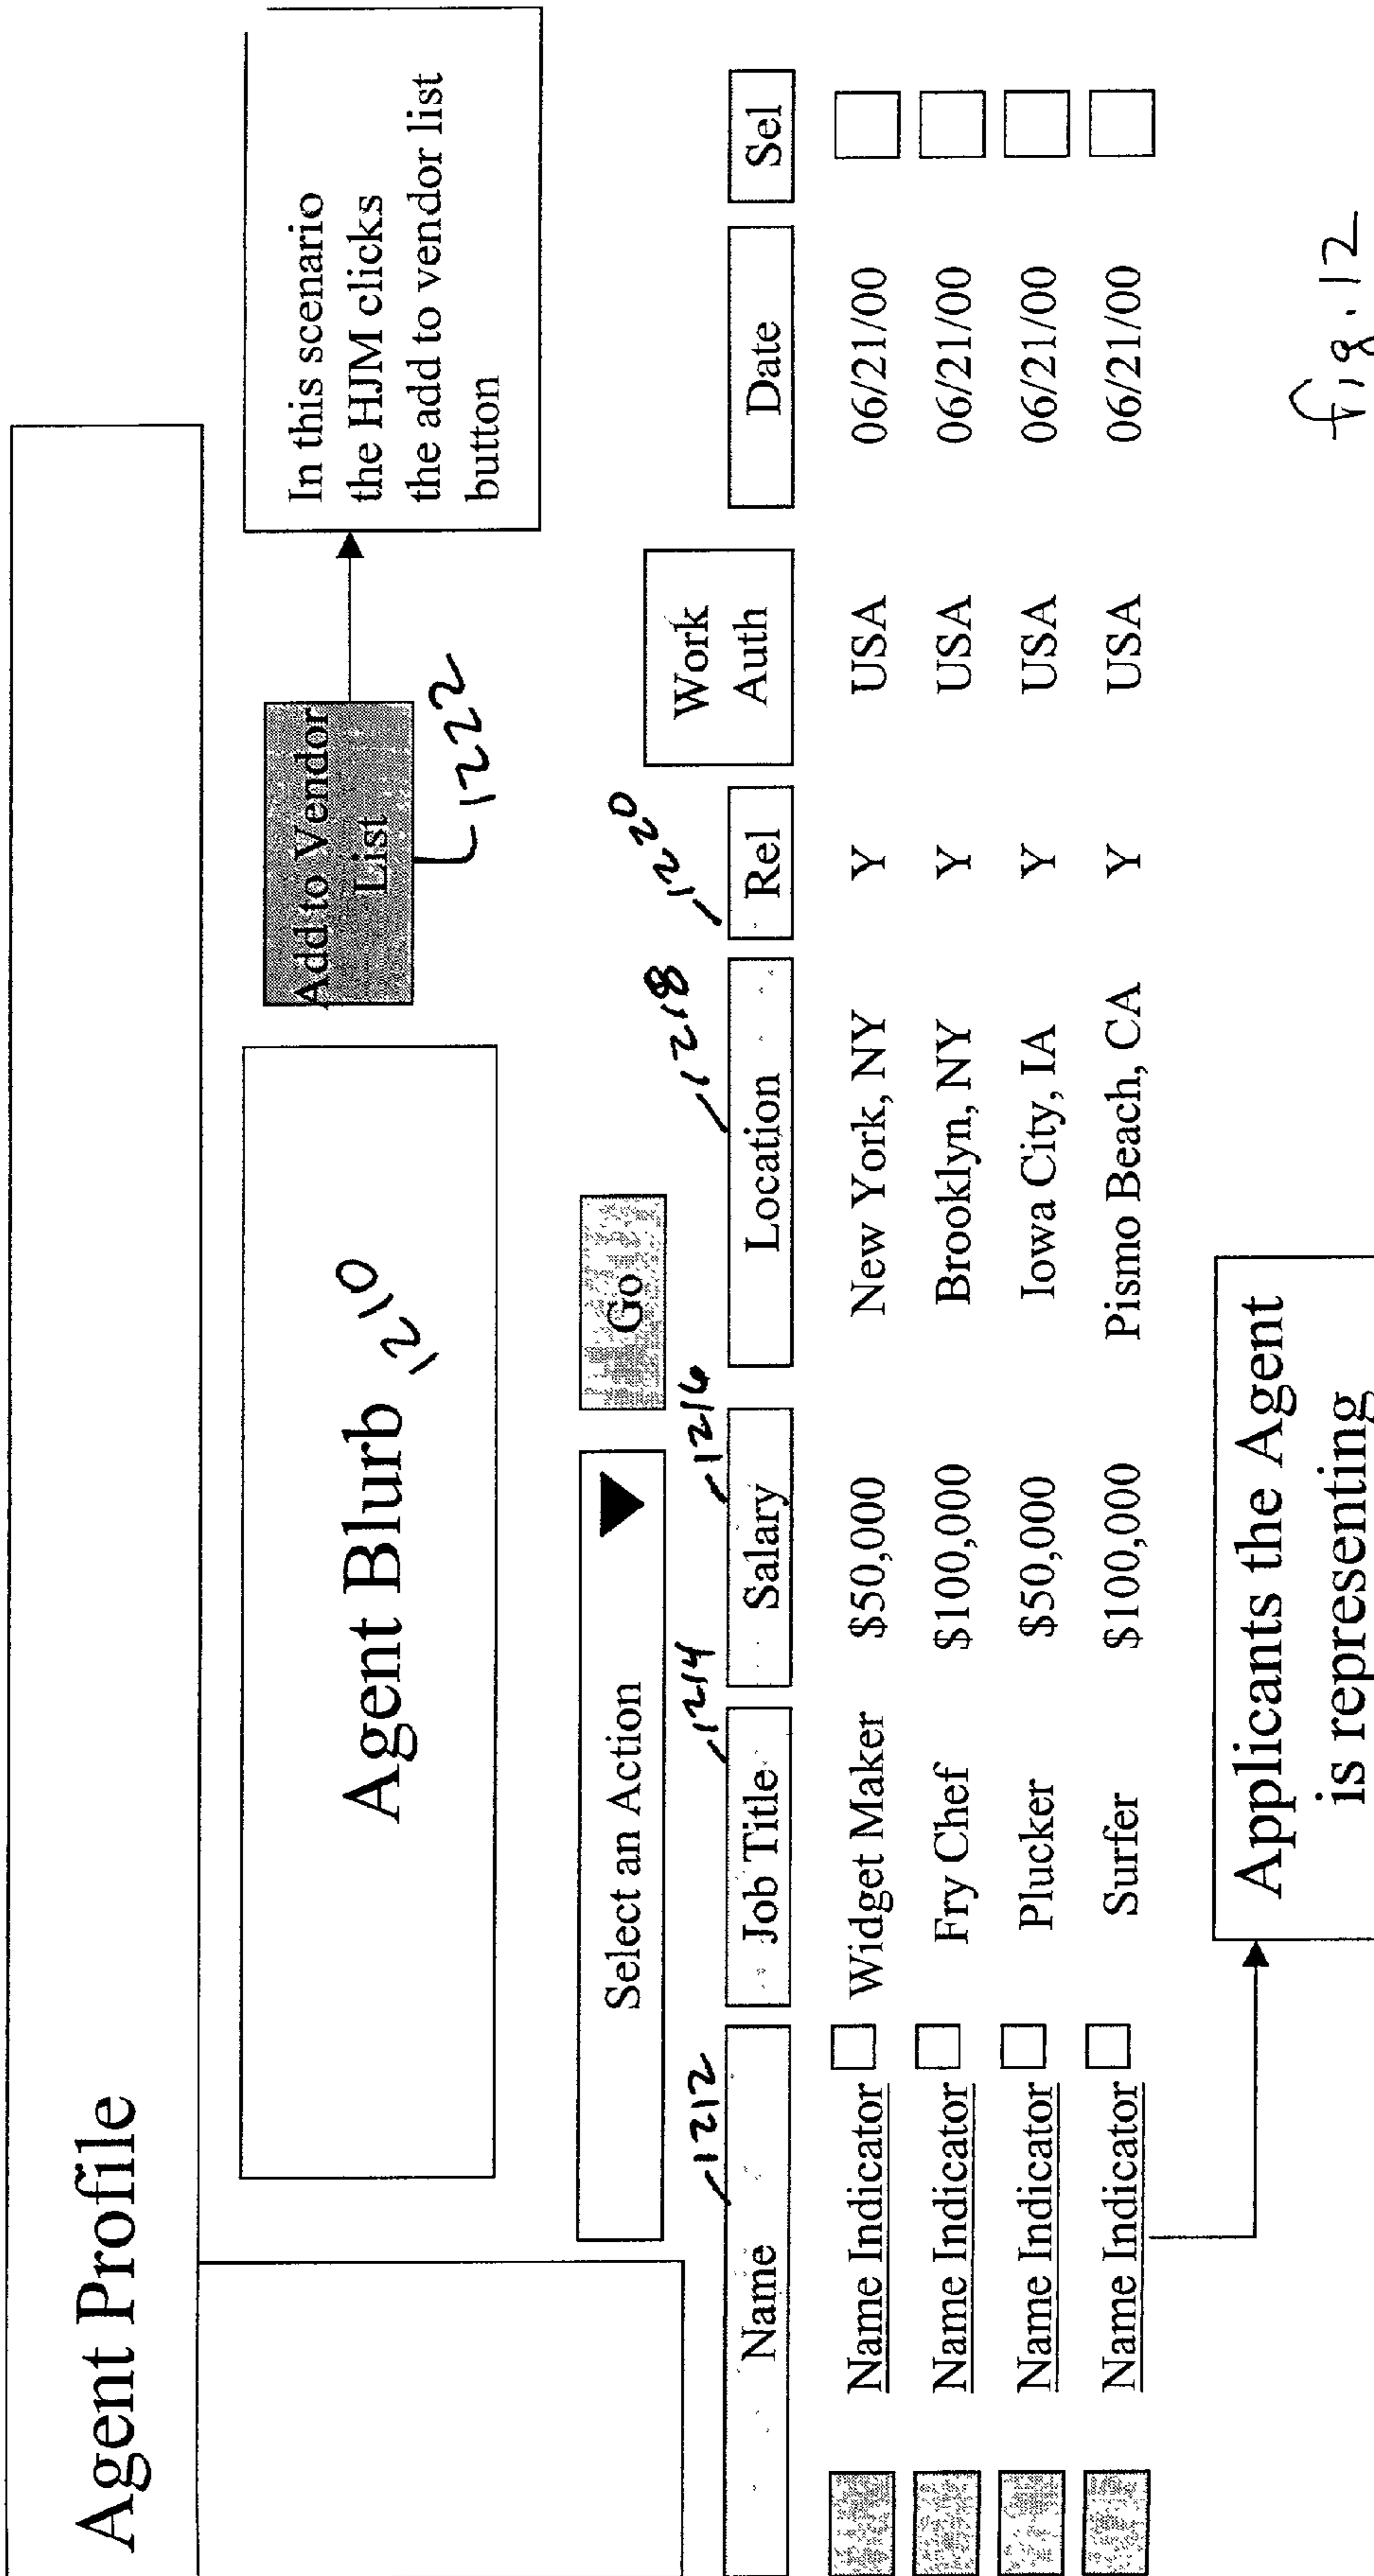 Agent Profile
Agent Blurb 1210
Add to Vendor
List
1222
In this scenario
the HJM clicks
the add to vendor list
button
Select an Action
Go
1212
1214
1216
1218
1220
Name Job Title Salary Location Rel Work Auth Date Sel
Name Indicator Widget Maker $50,000 New York, NY Y USA 06/21/00
Name Indicator Fry Chef $100,000 Brooklyn, NY Y USA 06/21/00
Name Indicator Plucker $50,000 Iowa City, IA Y USA 06/21/00
Name Indicator Surfer $100,000 Pismo Beach, CA Y USA 06/21/00
Applicants the Agent
is representing
fig. 12